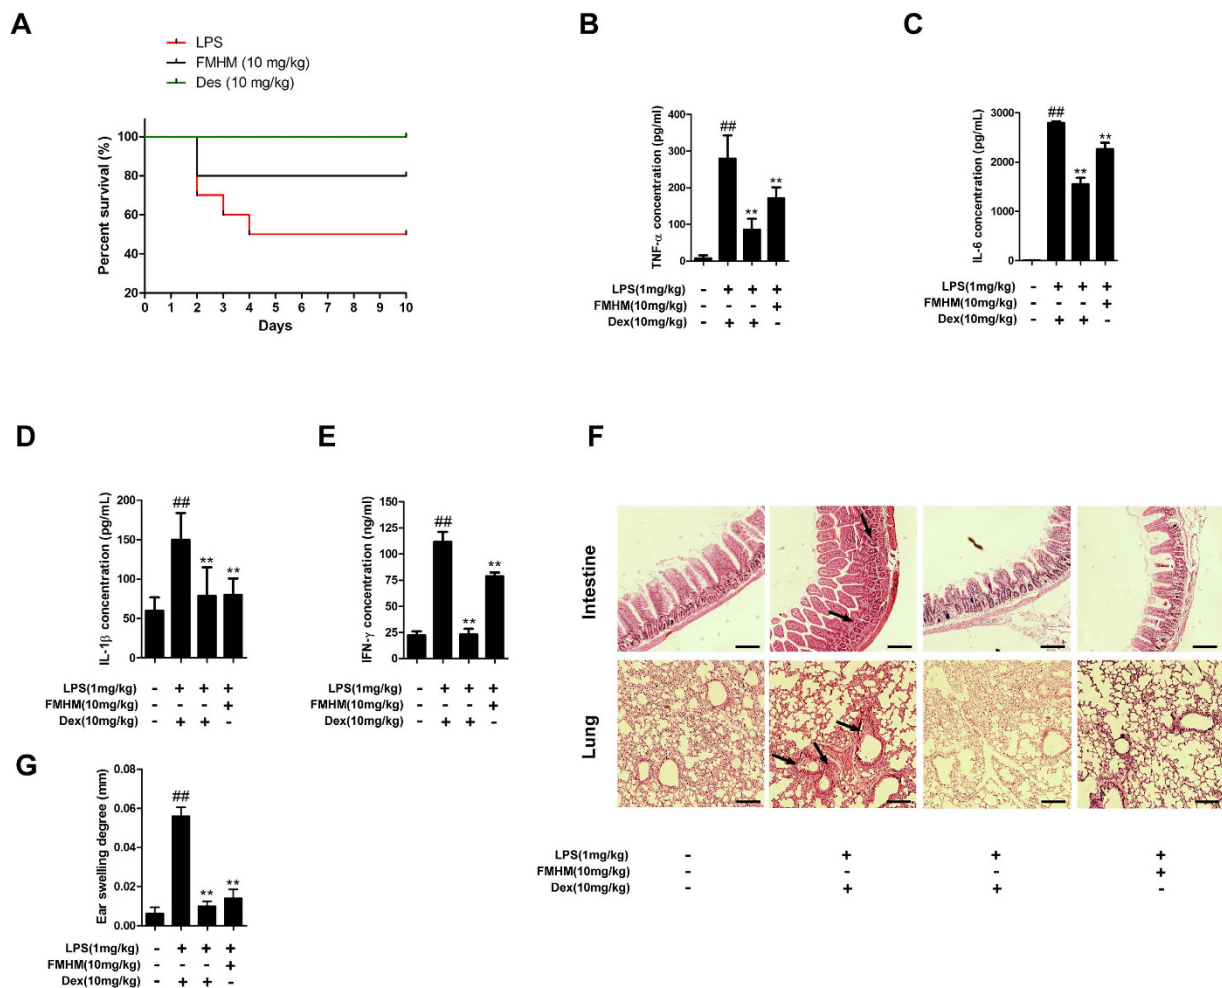 A
LPS
FMHM (10 mg/kg)
Des (10 mg/kg)
Percent survival (%)
100
80
60
40
20
0 1 2 3 4 5 6 7 8 9 10
Days
B
TNF-α concentration (pg/ml)
400
300
200
100
0
##
**
**
LPS(1mg/kg) - + + +
FMHM(10mg/kg) - - - +
Dex(10mg/kg) - + + -
C
IL-6 concentration (pg/mL)
3000
2000
1000
0
##
**
**
LPS(1mg/kg) - + + +
FMHM(10mg/kg) - - - +
Dex(10mg/kg) - + + -
D
IL-1β concentration (pg/mL)
200
150
100
50
0
##
**
**
LPS(1mg/kg) - + + +
FMHM(10mg/kg) - - - +
Dex(10mg/kg) - + + -
E
IFN-γ concentration (ng/ml)
150
125
100
75
50
25
0
##
**
**
LPS(1mg/kg) - + + +
FMHM(10mg/kg) - - - +
Dex(10mg/kg) - + + -
F
Intestine
Lung
LPS(1mg/kg) - + + +
FMHM(10mg/kg) - - - +
Dex(10mg/kg) - + + -
G
Ear swelling degree (mm)
0.08
0.06
0.04
0.02
0.00
##
**
**
LPS(1mg/kg) - + + +
FMHM(10mg/kg) - - - +
Dex(10mg/kg) - + + -